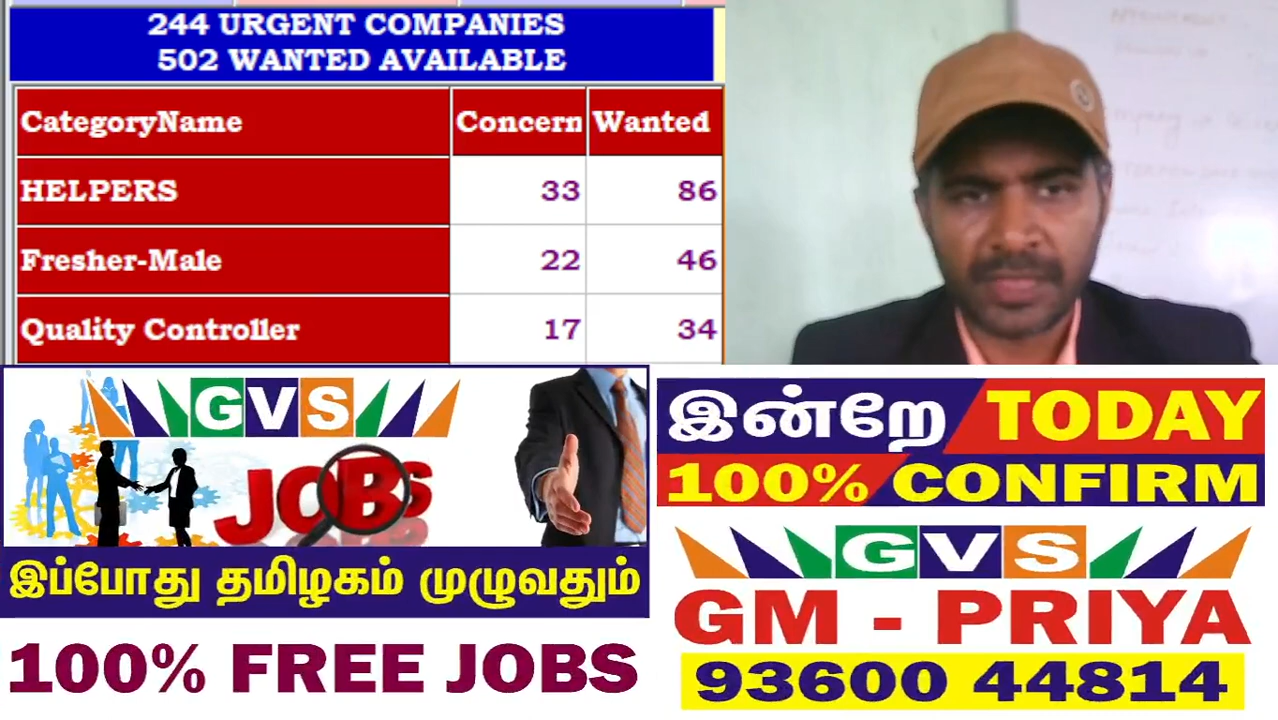 244 URGENT COMPANIES
502 WANTED AVAILABLE
CategoryName Concern Wanted
HELPERS 33 86
Fresher-Male 22 46
Quality Controller 17 34
GVS
JOBS
இப்போது தமிழகம் முழுவதும்
100% FREE JOBS
இன்றே TODAY
100% CONFIRM
GVS
GM - PRIYA
93600 44814